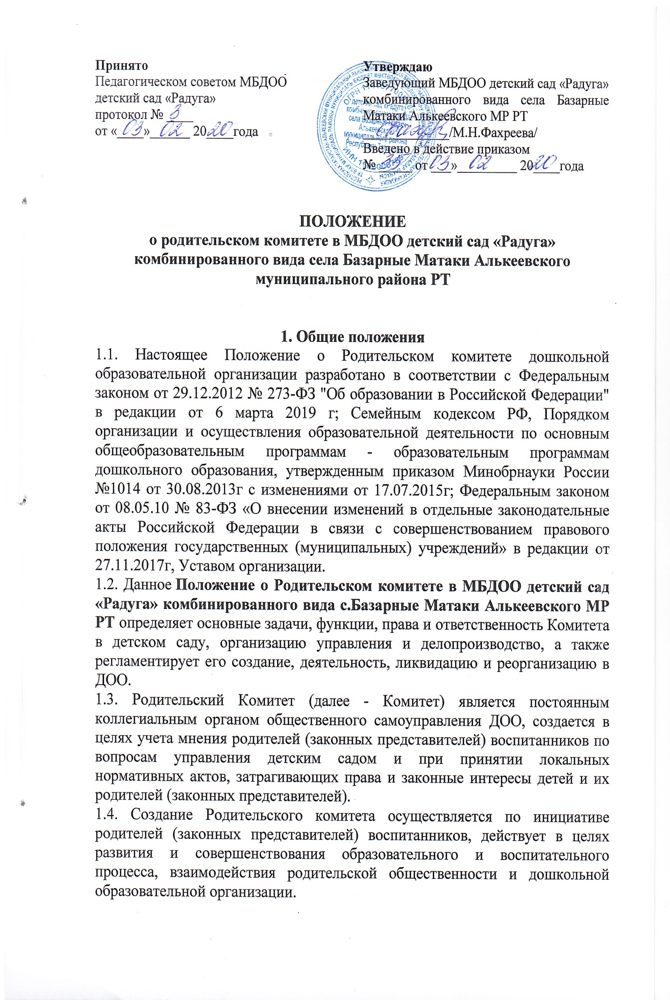 Принято
Педагогическом советом МБДОО
детский сад «Радуга»
протокол № 3
от «03» 02 2020года
Утверждаю
Заведующий МБДОО детский сад «Радуга»
комбинированного вида села Базарные
Матаки Алькеевского МР РТ
/М.Н.Фахреева/
Введено в действие приказом
№ от 03» 02 2020года
детский сад «Радуга»
села Базарные Матаки
муниципального района
ПОЛОЖЕНИЕ
о родительском комитете в МБДОО детский сад «Радуга»
комбинированного вида села Базарные Матаки Алькеевского
муниципального района РТ
1. Общие положения
1.1. Настоящее Положение о Родительском комитете дошкольной
образовательной организации разработано в соответствии с Федеральным
законом от 29.12.2012 № 273-ФЗ "Об образовании в Российской Федерации"
в редакции от 6 марта 2019 г; Семейным кодексом РФ, Порядком
организации и осуществления образовательной деятельности по основным
общеобразовательным программам - образовательным программам
дошкольного образования, утвержденным приказом Минобрнауки России
№1014 от 30.08.2013г с изменениями от 17.07.2015г; Федеральным законом
от 08.05.10 № 83-ФЗ «О внесении изменений в отдельные законодательные
акты Российской Федерации в связи с совершенствованием правового
положения государственных (муниципальных) учреждений» в редакции от
27.11.2017г, Уставом организации.
1.2. Данное Положение о Родительском комитете в МБДОО детский сад
«Радуга» комбинированного вида с.Базарные Матаки Алькеевского МР
РТ определяет основные задачи, функции, права и ответственность Комитета
в детском саду, организацию управления и делопроизводство, а также
регламентирует его создание, деятельность, ликвидацию и реорганизацию в
ДОО.
1.3. Родительский Комитет (далее - Комитет) является постоянным
коллегиальным органом общественного самоуправления ДОО, создается в
целях учета мнения родителей (законных представителей) воспитанников по
вопросам управления детским садом и при принятии локальных
нормативных актов, затрагивающих права и законные интересы детей и их
родителей (законных представителей).
1.4. Создание Родительского комитета осуществляется по инициативе
родителей (законных представителей) воспитанников, действует в целях
развития и совершенствования образовательного и воспитательного
процесса, взаимодействия родительской общественности и дошкольной
образовательной организации.